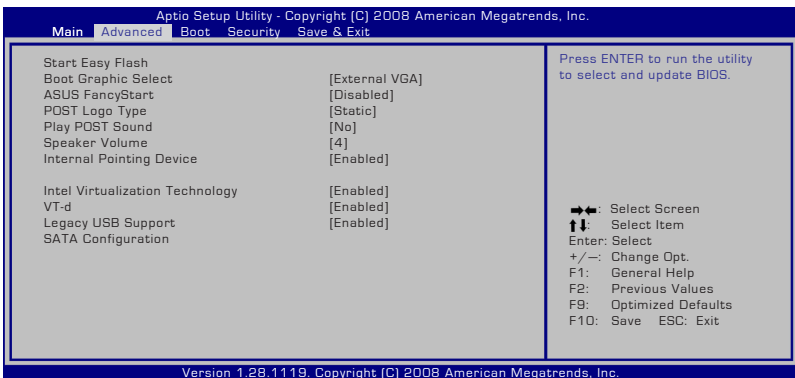 Aptio Setup Utility - Copyright (C) 2008 American Megatrends, Inc.
Main Advanced Boot Security Save & Exit
Start Easy Flash
Boot Graphic Select [External VGA]
ASUS FancyStart [Disabled]
POST Logo Type [Static]
Play POST Sound [No]
Speaker Volume [4]
Internal Pointing Device [Enabled]
Intel Virtualization Technology [Enabled]
VT-d [Enabled]
Legacy USB Support [Enabled]
SATA Configuration
Press ENTER to run the utility
to select and update BIOS.
→←: Select Screen
↑↓: Select Item
Enter: Select
+/—: Change Opt.
F1: General Help
F2: Previous Values
F9: Optimized Defaults
F10: Save ESC: Exit
Version 1.28.1119. Copyright (C) 2008 American Megatrends, Inc.